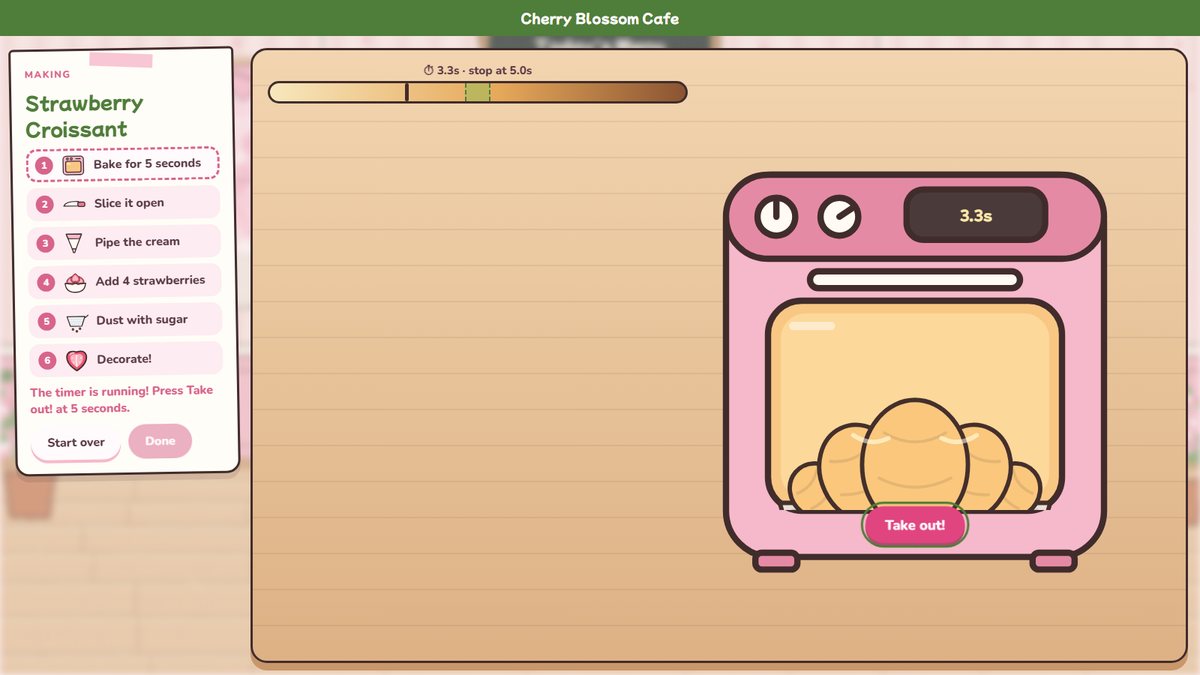 Cherry Blossom Cafe
MAKING
Strawberry
Croissant
1 Bake for 5 seconds
2 Slice it open
3 Pipe the cream
4 Add 4 strawberries
5 Dust with sugar
6 Decorate!
The timer is running! Press Take
out! at 5 seconds.
Start over
Done
⏱ 3.3s · stop at 5.0s
3.3s
Take out!